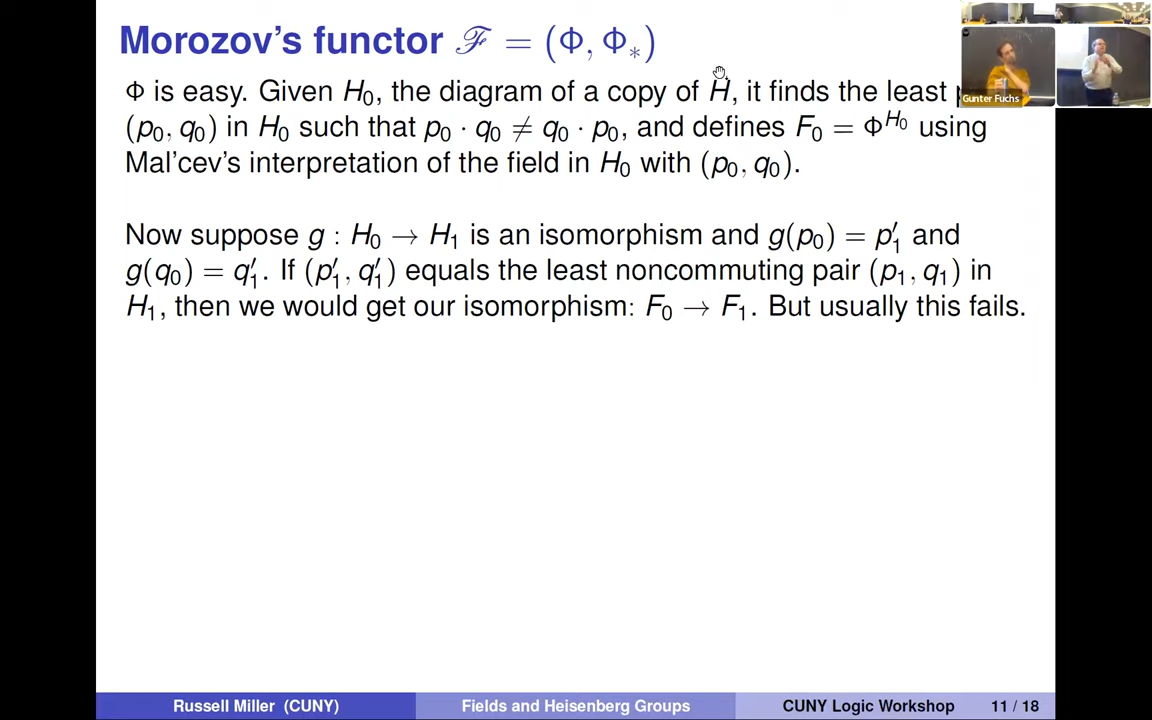 Morozov's functor ℱ = (Φ, Φ∗)
Φ is easy. Given H₀, the diagram of a copy of H, it finds the least
(p₀, q₀) in H₀ such that p₀ · q₀ ≠ q₀ · p₀, and defines F₀ = Φ^H₀ using
Mal'cev's interpretation of the field in H₀ with (p₀, q₀).
Now suppose g : H₀ → H₁ is an isomorphism and g(p₀) = p′₁ and
g(q₀) = q′₁. If (p′₁, q′₁) equals the least noncommuting pair (p₁, q₁) in
H₁, then we would get our isomorphism: F₀ → F₁. But usually this fails.
Gunter Fuchs
Russell Miller (CUNY) Fields and Heisenberg Groups CUNY Logic Workshop 11 / 18